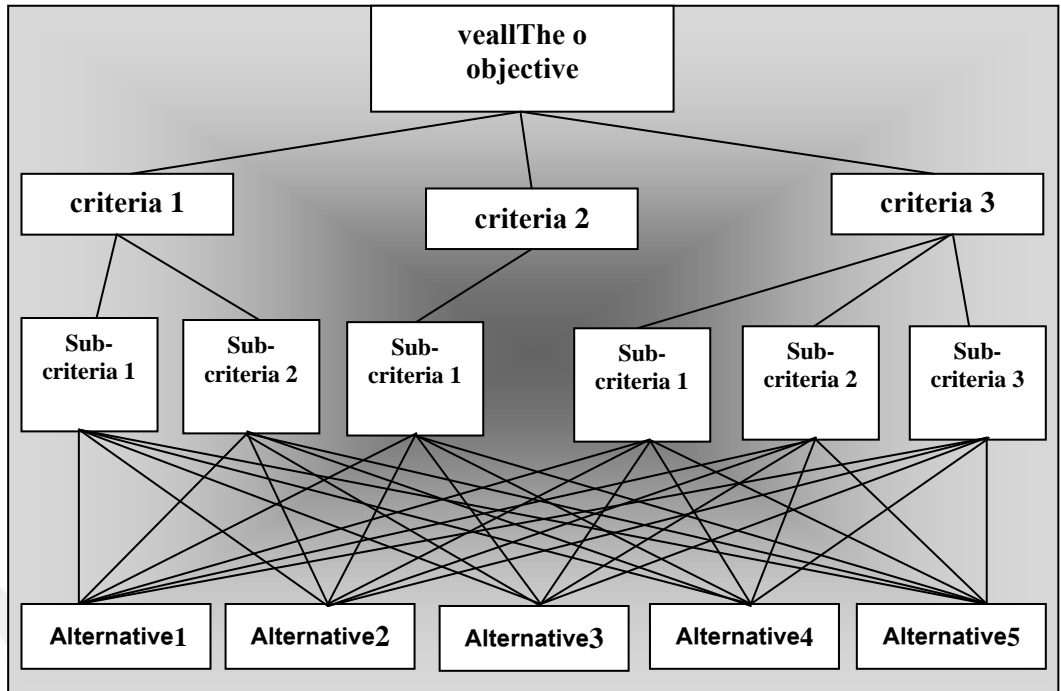 veallThe o
objective
criteria 1
criteria 2
criteria 3
Sub-
criteria 1
Sub-
criteria 2
Sub-
criteria 1
Sub-
criteria 1
Sub-
criteria 2
Sub-
criteria 3
Alternative1
Alternative2
Alternative3
Alternative4
Alternative5